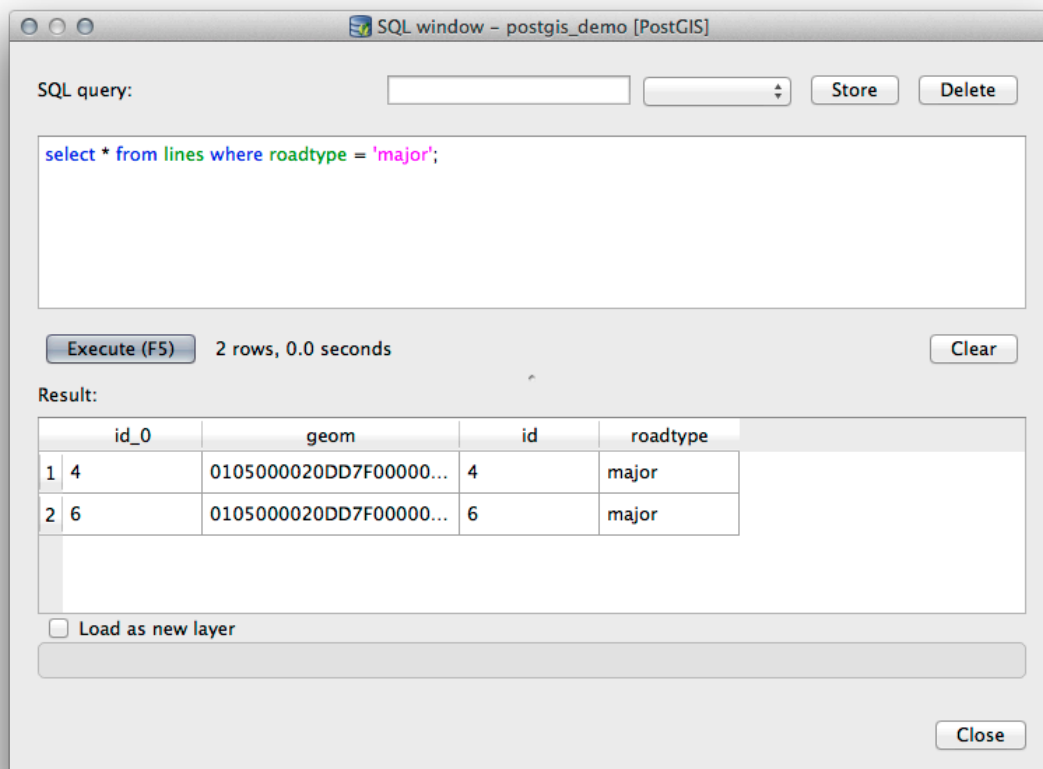 SQL window – postgis_demo [PostGIS]
SQL query: Store Delete
select * from lines where roadtype = 'major';
Execute (F5) 2 rows, 0.0 seconds Clear
Result:
id_0 geom id roadtype
1 4 0105000020DD7F00000... 4 major
2 6 0105000020DD7F00000... 6 major
Load as new layer
Close